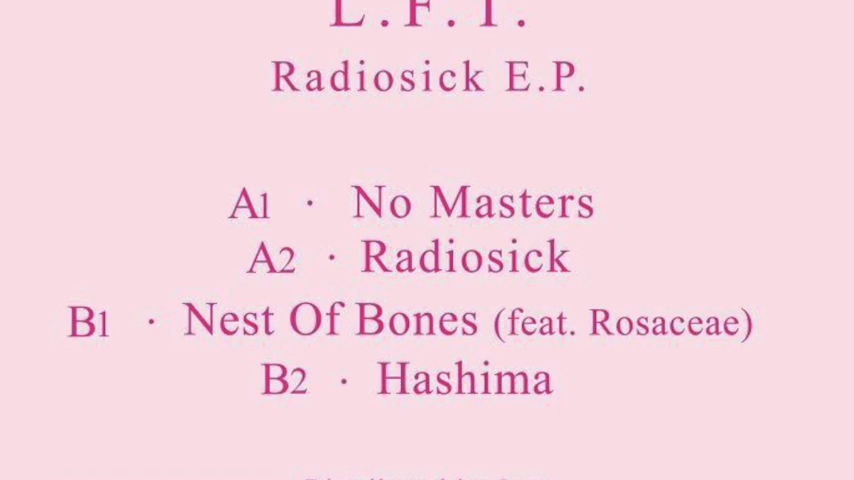 L.F.T.
Radiosick E.P.
A1 · No Masters
A2 · Radiosick
B1 · Nest Of Bones (feat. Rosaceae)
B2 · Hashima